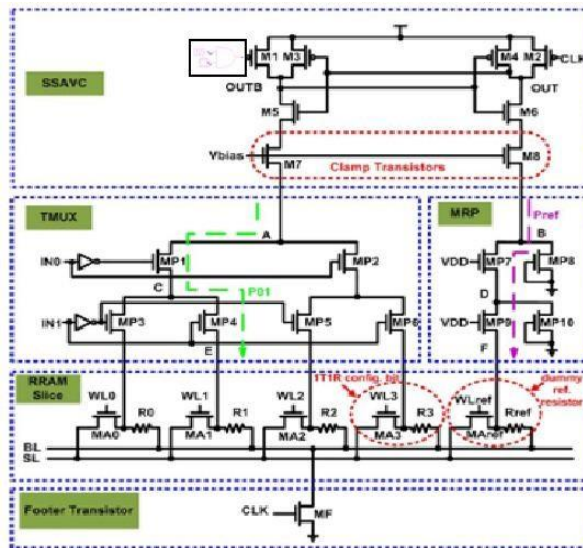 M1 M3 M4 M2 CLK
SSAVC OUTB OUT
M5 M6
Ybias M7 M8
Clamp Transistors
TMUX MRP Pref
A B
IN0 MP1 MP2 VDD MP7 MP8
C P01 D
IN1 MP3 MP4 MP5 MP6 VDD MP9 MP10
E F
RRAM Slice
1T1R config. bit
dummy ref. resistor
WL0 WL1 WL2 WL3 WLref
R0 R1 R2 R3 Rref
MA0 MA1 MA2 MA3 MAref
BL
SL
Footer Transistor CLK MF